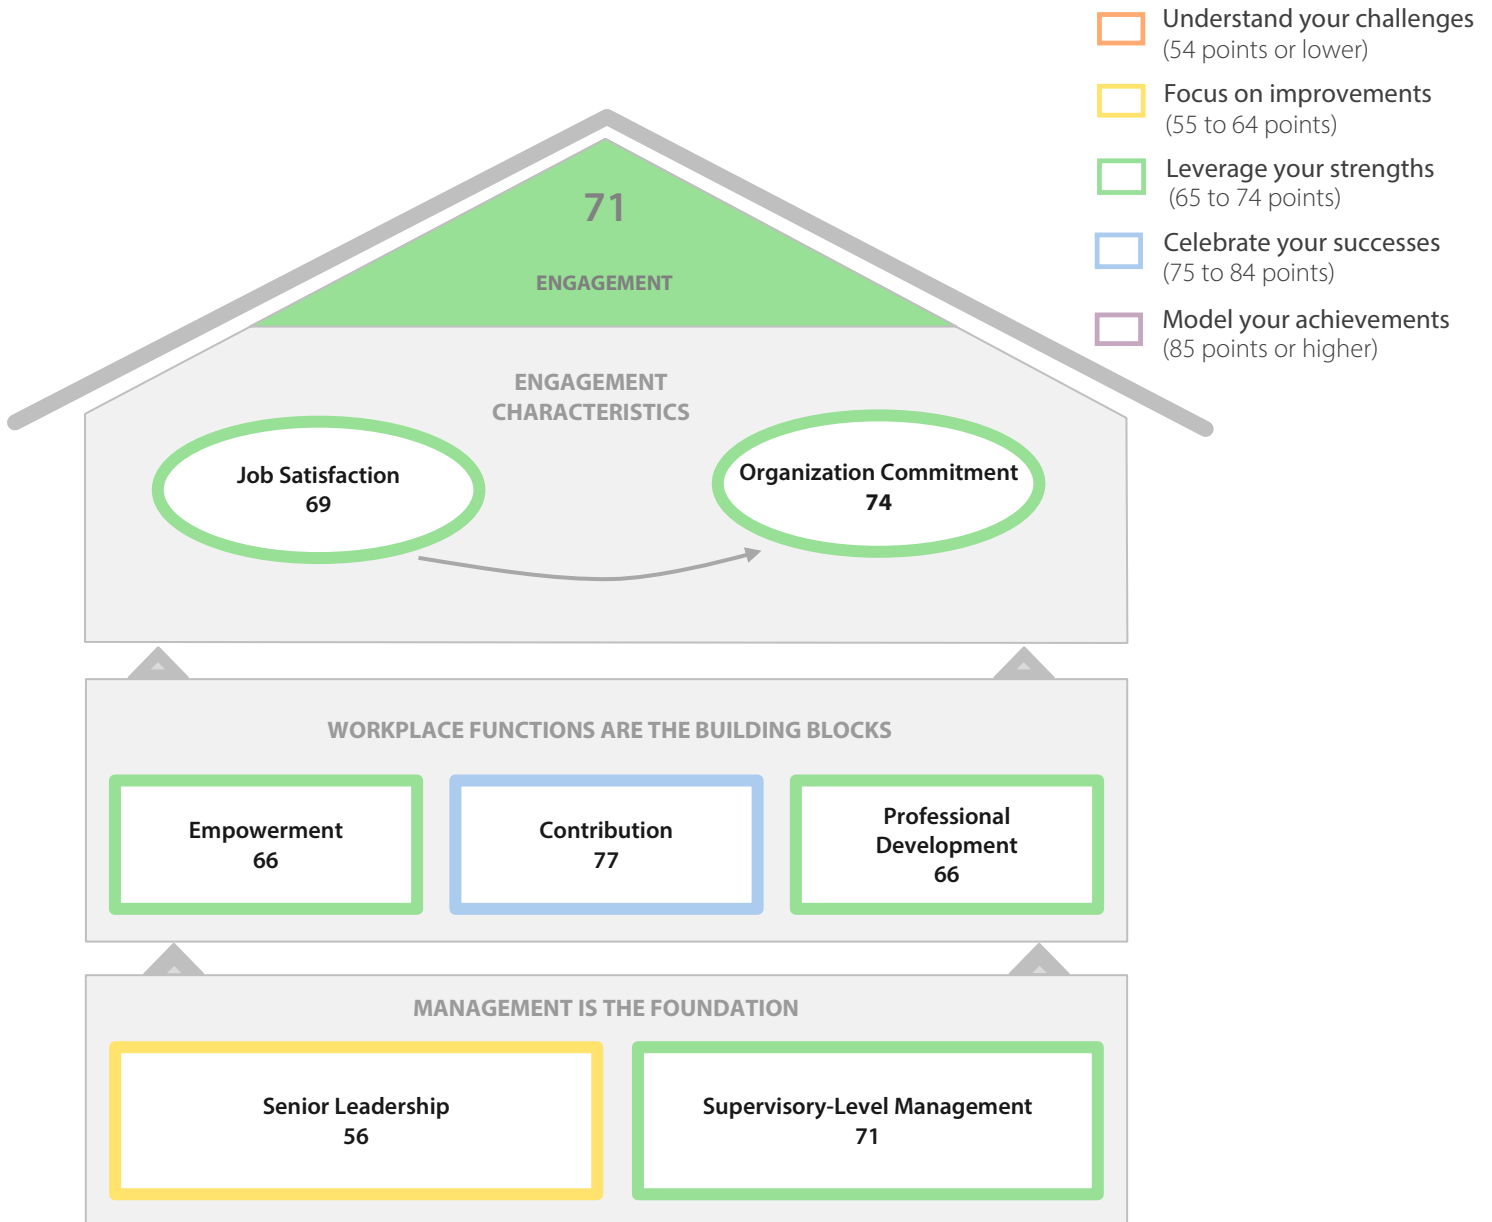 Understand your challenges
(54 points or lower)
Focus on improvements
(55 to 64 points)
Leverage your strengths
(65 to 74 points)
Celebrate your successes
(75 to 84 points)
Model your achievements
(85 points or higher)
71
ENGAGEMENT
ENGAGEMENT
CHARACTERISTICS
Job Satisfaction
69
Organization Commitment
74
WORKPLACE FUNCTIONS ARE THE BUILDING BLOCKS
Empowerment
66
Contribution
77
Professional
Development
66
MANAGEMENT IS THE FOUNDATION
Senior Leadership
56
Supervisory-Level Management
71